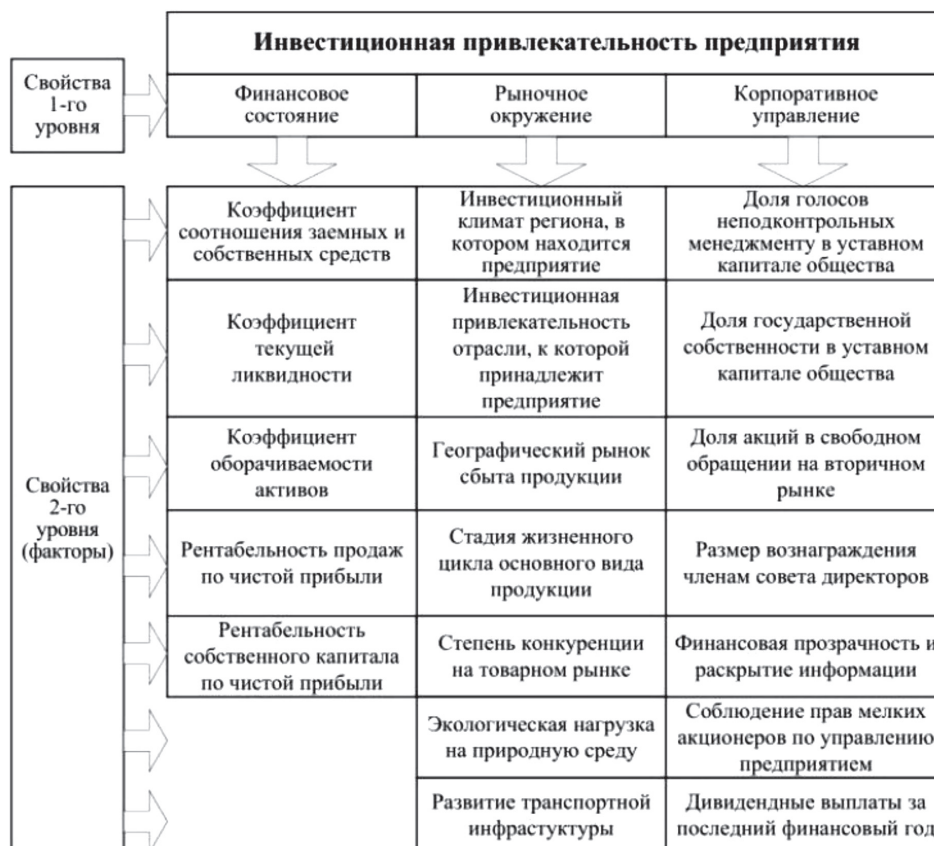 Инвестиционная привлекательность предприятия
Свойства
1-го
уровня
Финансовое
состояние
Рыночное
окружение
Корпоративное
управление
Свойства
2-го
уровня
(факторы)
Коэффициент
соотношения заемных и
собственных средств
Инвестиционный
климат региона, в
котором находится
предприятие
Доля голосов
неподконтрольных
менеджменту в уставном
капитале общества
Коэффициент
текущей
ликвидности
Инвестиционная
привлекательность
отрасли, к которой
принадлежит
предприятие
Доля государственной
собственности в уставном
капитале общества
Коэффициент
оборачиваемости
активов
Географический рынок
сбыта продукции
Доля акций в свободном
обращении на вторичном
рынке
Рентабельность продаж
по чистой прибыли
Стадия жизненного
цикла основного вида
продукции
Размер вознаграждения
членам совета директоров
Рентабельность
собственного капитала
по чистой прибыли
Степень конкуренции
на товарном рынке
Финансовая прозрачность и
раскрытие информации
Экологическая нагрузка
на природную среду
Соблюдение прав мелких
акционеров по управлению
предприятием
Развитие транспортной
инфрастуктуры
Дивидендные выплаты за
последний финансовый год